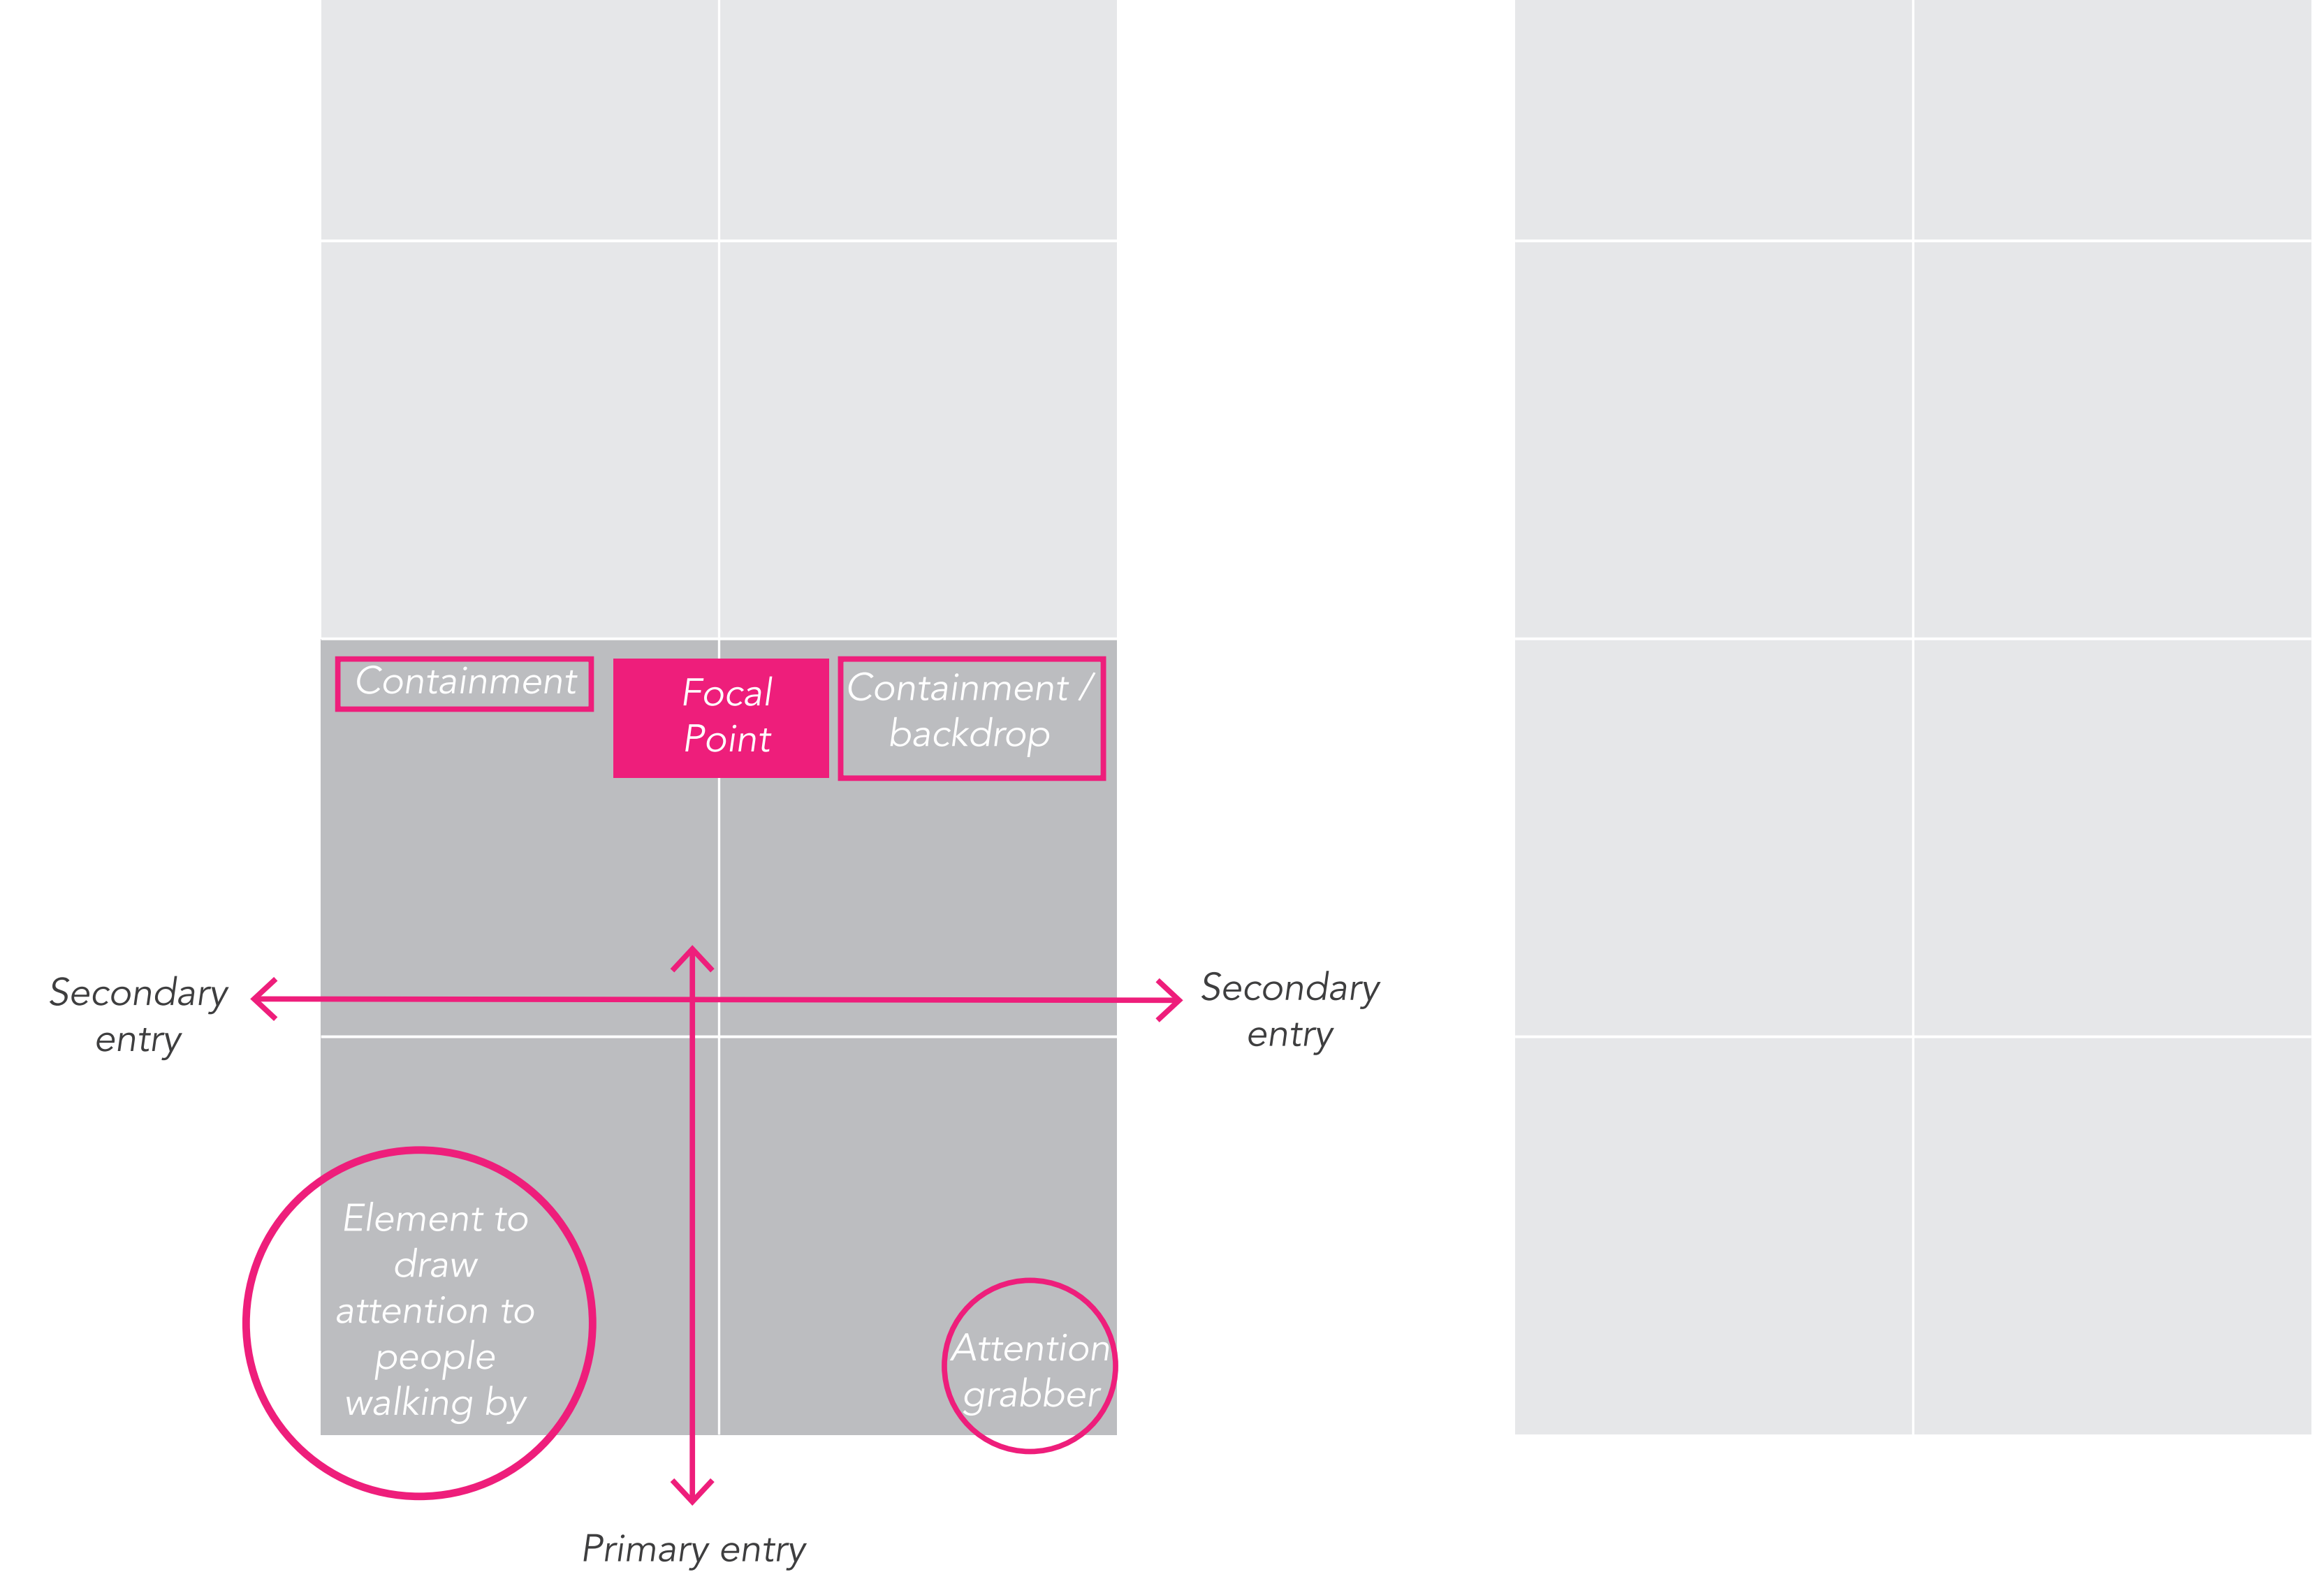 Containment
Focal
Point
Containment /
backdrop
Secondary
entry
Secondary
entry
Element to
draw
attention to
people
walking by
Attention
grabber
Primary entry